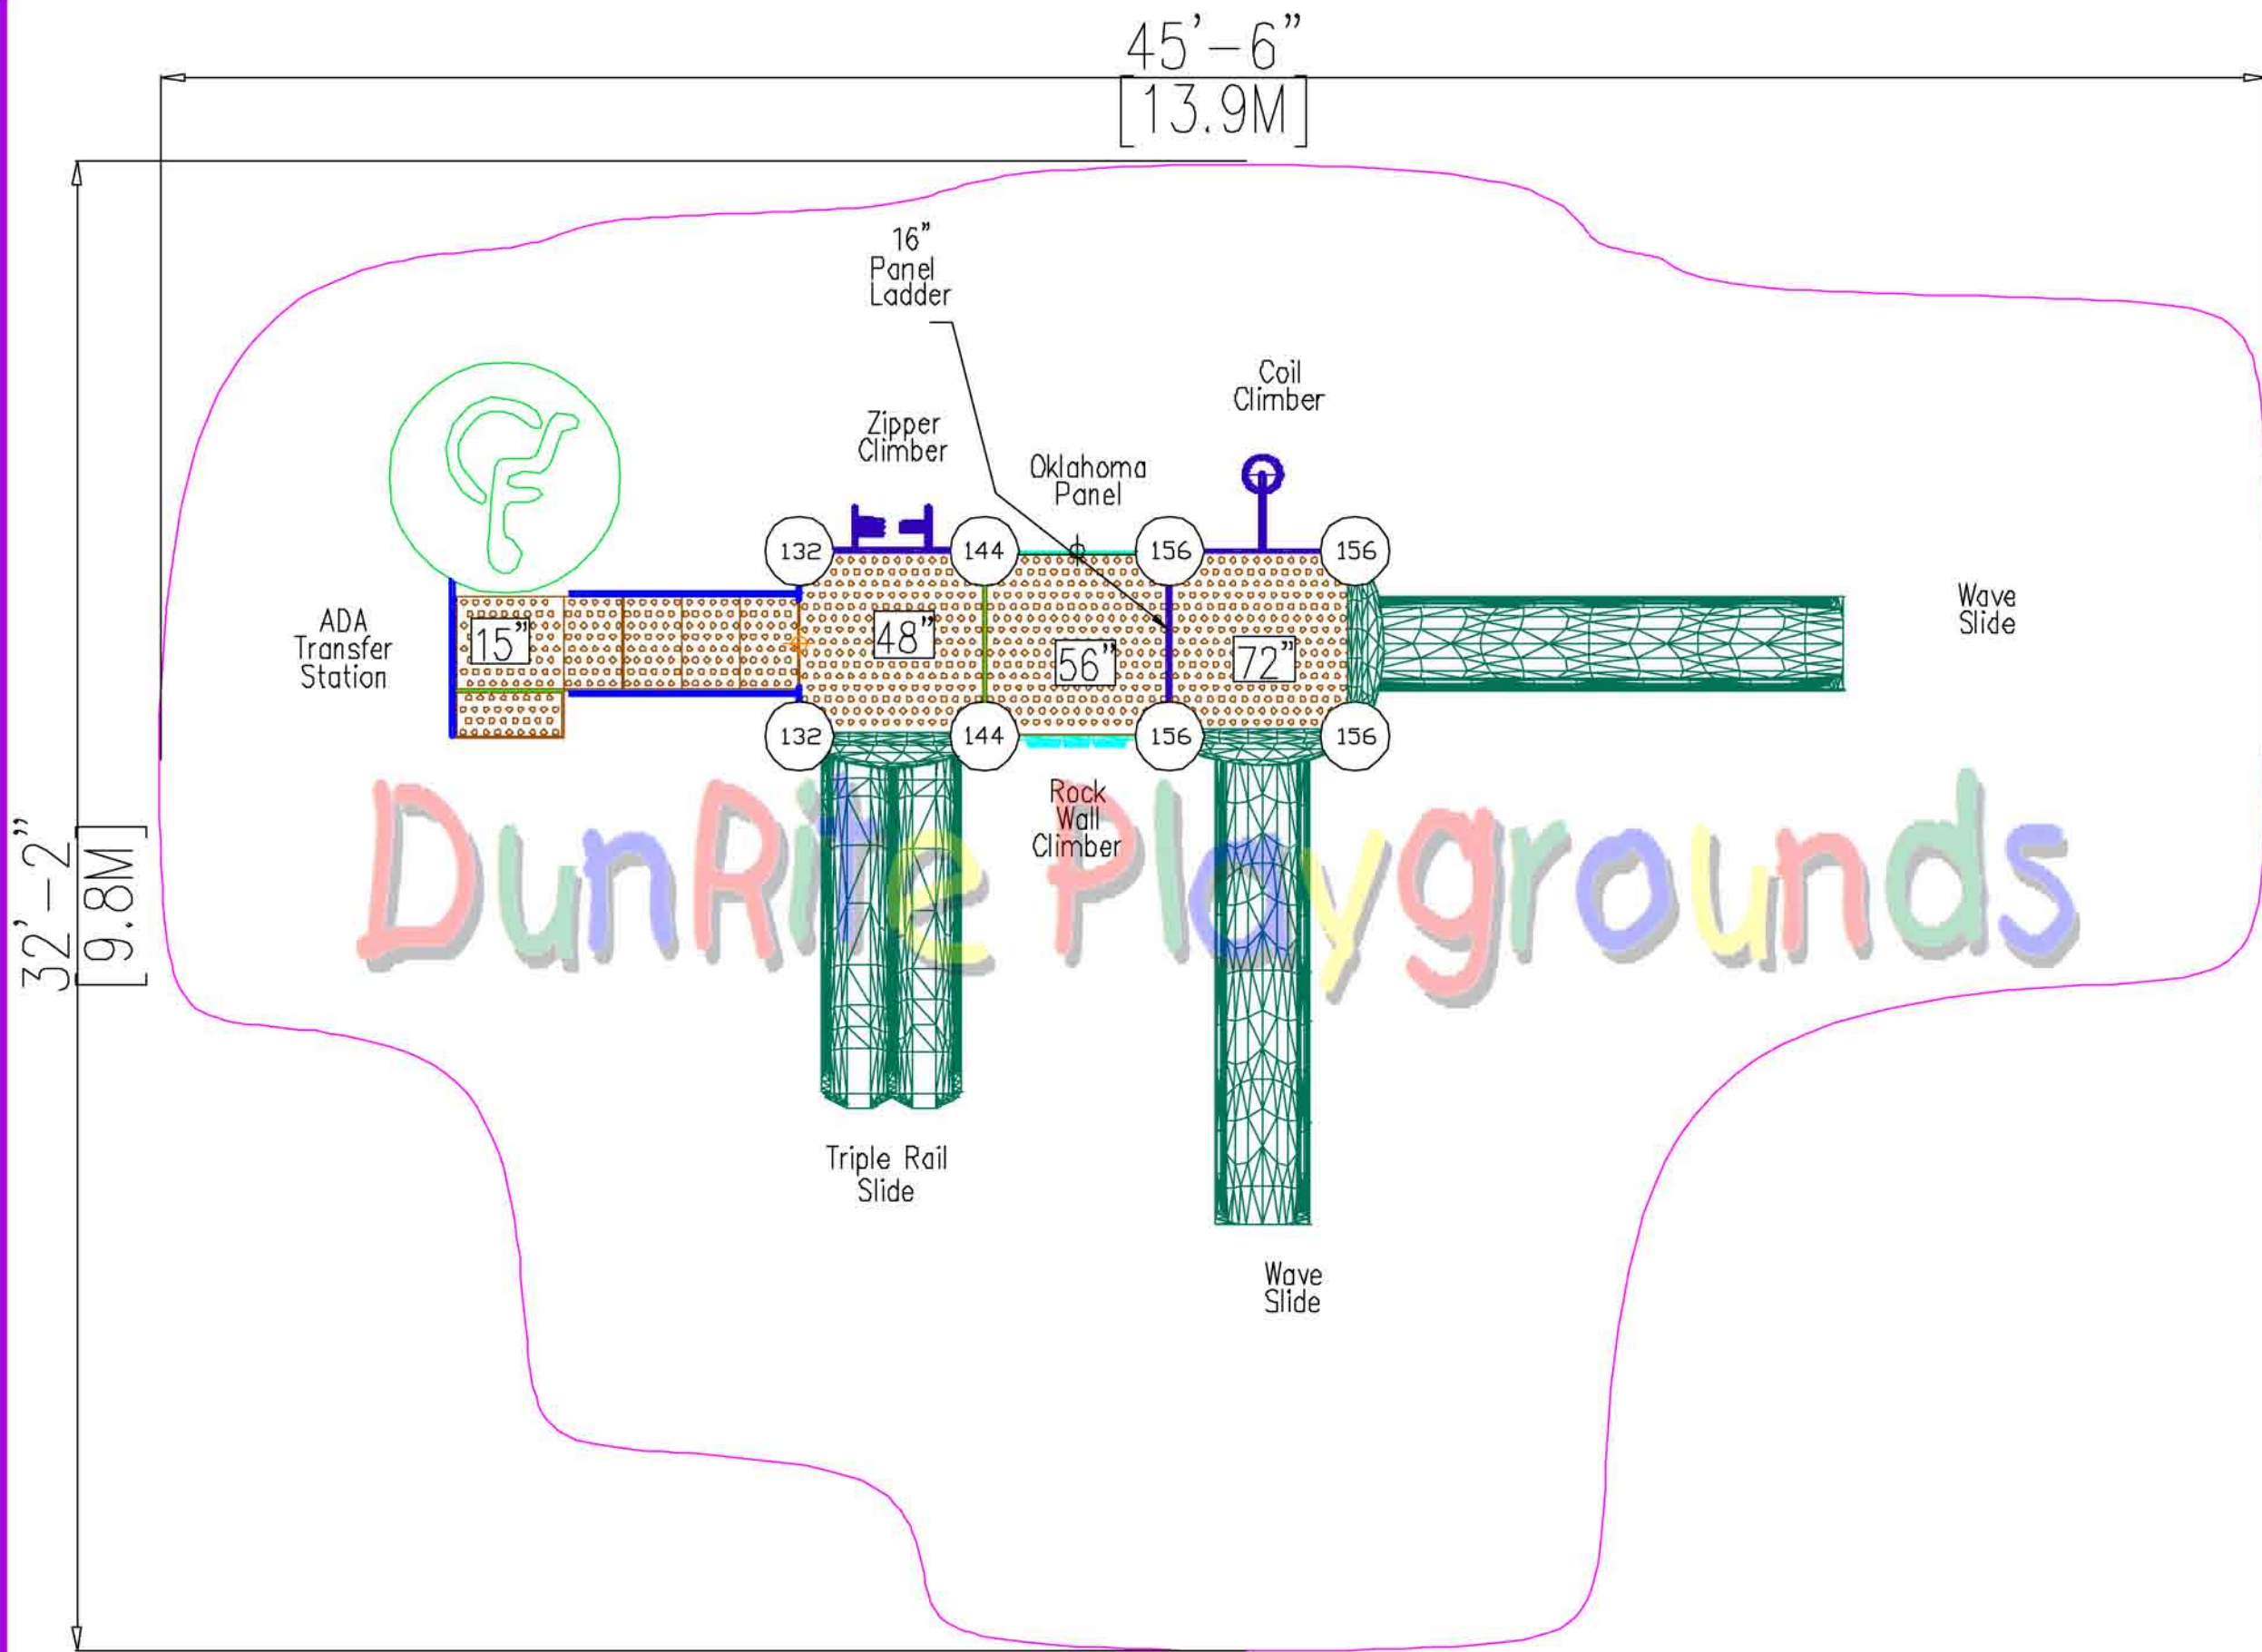 45'-6"
[13.9M]
16"
Panel
Ladder
Coil
Climber
Zipper
Climber
Oklahoma
Panel
132
144
156
156
ADA
Transfer
Station
15"
48"
56"
72"
Wave
Slide
132
144
156
156
Rock
Wall
Climber
DunRite Playgrounds
32'-2"
[9.8M]
Triple Rail
Slide
Wave
Slide